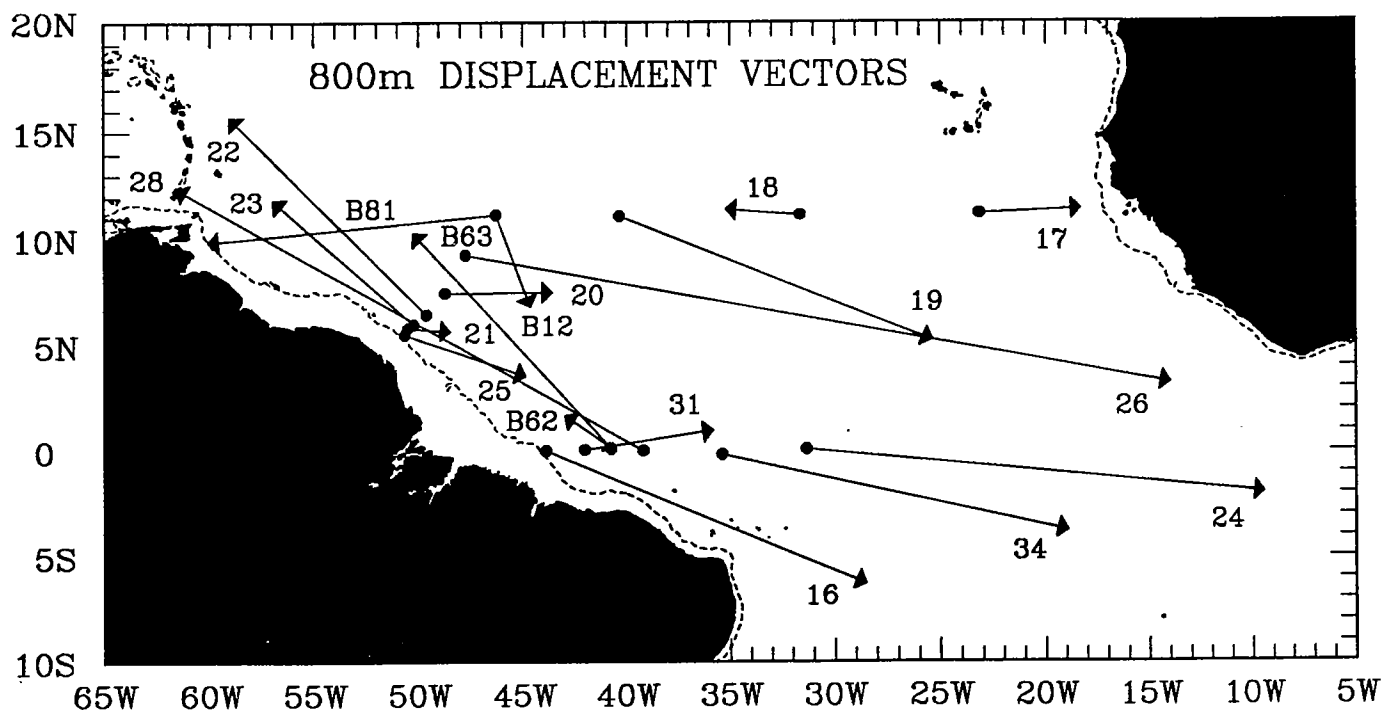 20N
800m DISPLACEMENT VECTORS
15N
22
28
23
18
B81
17
10N
B63
20
19
B12
21
5N
25
26
31
B62
0
24
34
5S
16
10S
65W 60W 55W 50W 45W 40W 35W 30W 25W 20W 15W 10W 5W